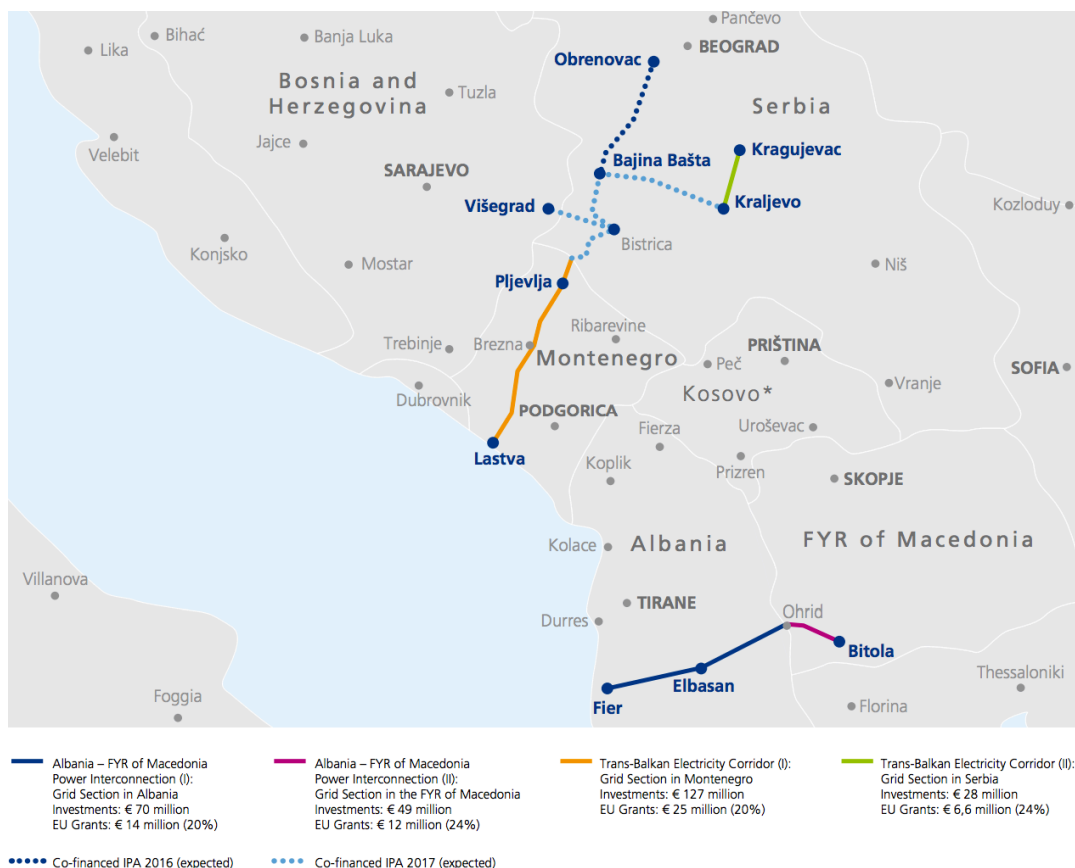 Pančevo
Bihać
Banja Luka
Lika
BEOGRAD
Obrenovac
Bosnia and
Herzegovina
Tuzla
Serbia
Velebit
Jajce
Bajina Bašta
Kragujevac
SARAJEVO
Višegrad
Kraljevo
Kozloduy
Konjsko
Mostar
Bistrica
Niš
Pljevlja
Ribarevine
Trebinje
Brezna
Montenegro
PRIŠTINA
Peč
SOFIA
Dubrovnik
Kosovo*
Vranje
PODGORICA
Fierza
Uroševac
Lastva
Koplik
Prizren
SKOPJE
Kolace
Albania
FYR of Macedonia
Villanova
TIRANE
Durres
Ohrid
Bitola
Elbasan
Thessaloniki
Foggia
Fier
Florina
Albania – FYR of Macedonia
Power Interconnection (I):
Grid Section in Albania
Investments: € 70 million
EU Grants: € 14 million (20%)
Albania – FYR of Macedonia
Power Interconnection (II):
Grid Section in the FYR of Macedonia
Investments: € 49 million
EU Grants: € 12 million (24%)
Trans-Balkan Electricity Corridor (I):
Grid Section in Montenegro
Investments: € 127 million
EU Grants: € 25 million (20%)
Trans-Balkan Electricity Corridor (II):
Grid Section in Serbia
Investments: € 28 million
EU Grants: € 6,6 million (24%)
Co-financed IPA 2016 (expected)
Co-financed IPA 2017 (expected)